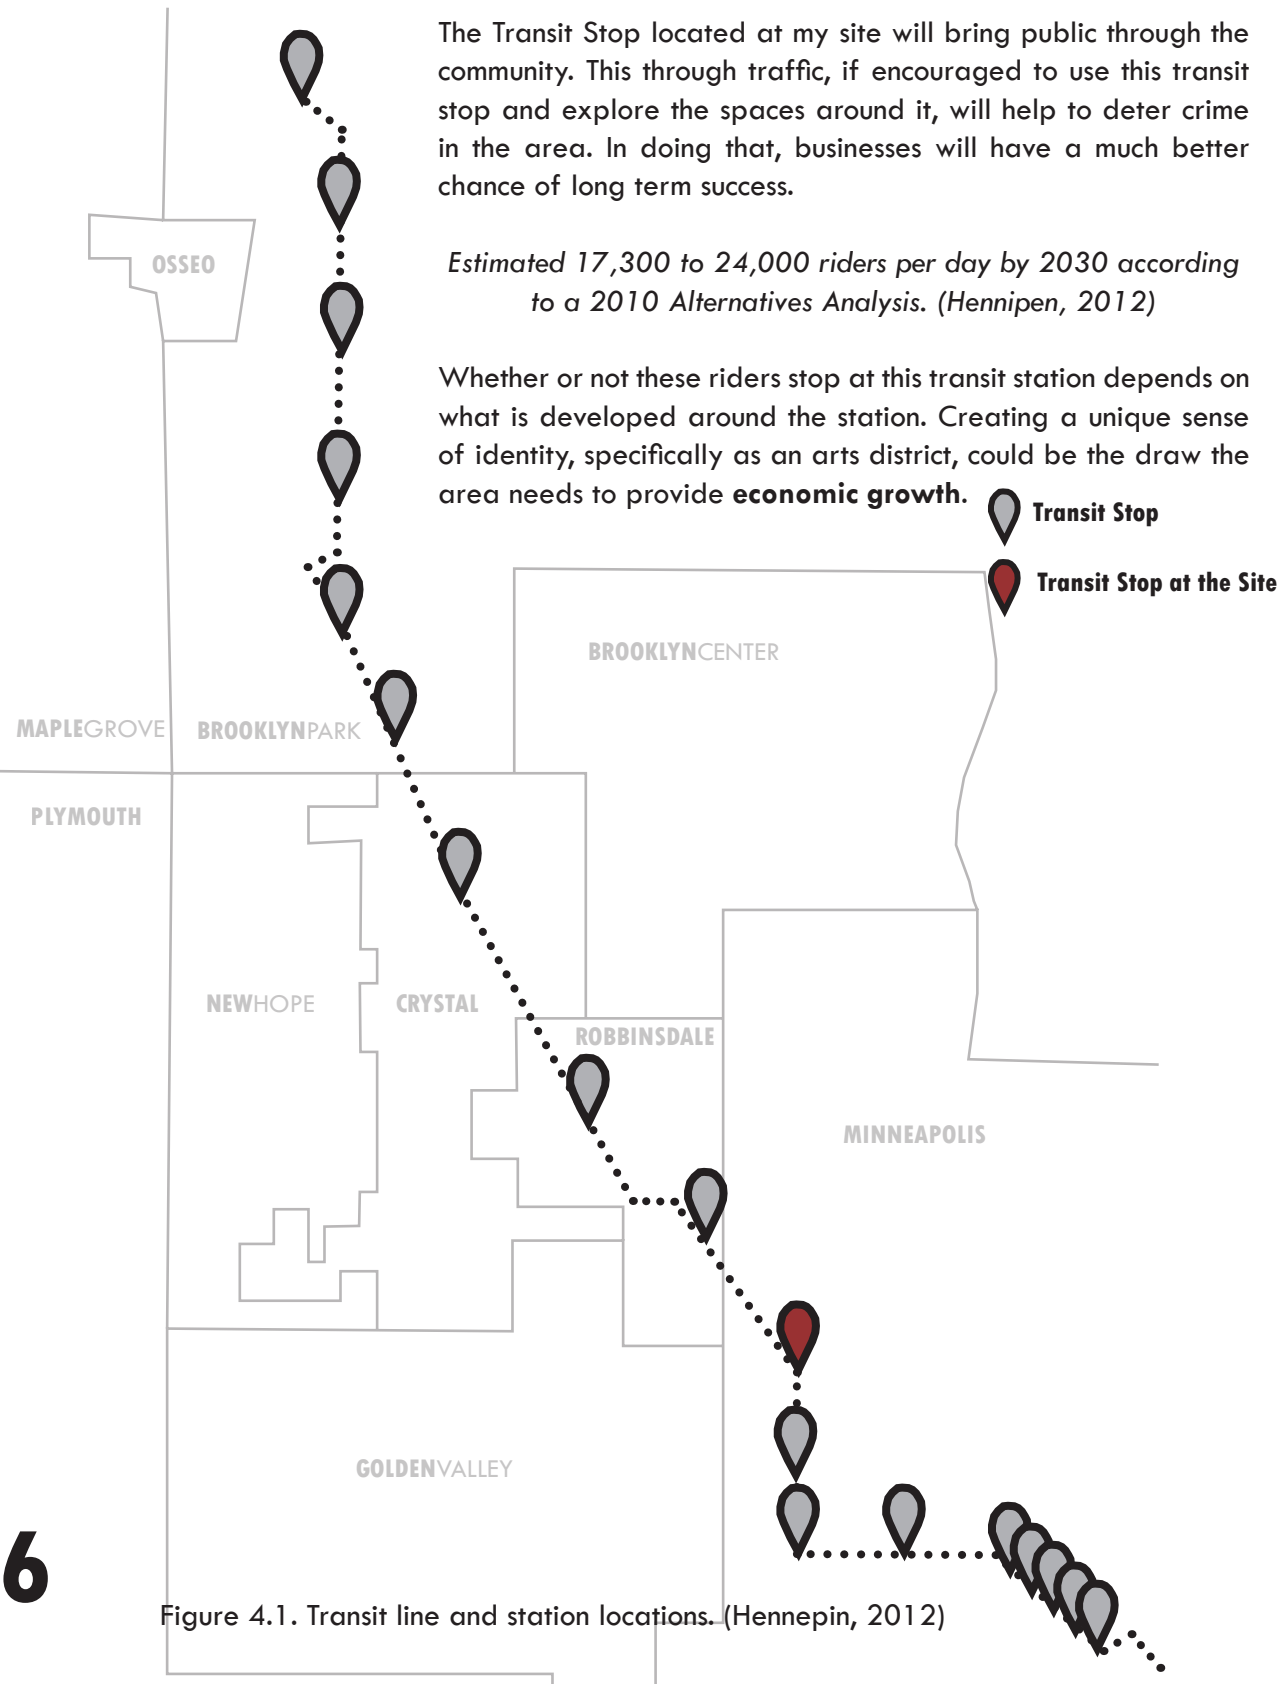 The Transit Stop located at my site will bring public through the
community. This through traffic, if encouraged to use this transit
stop and explore the spaces around it, will help to deter crime
in the area. In doing that, businesses will have a much better
chance of long term success.
Estimated 17,300 to 24,000 riders per day by 2030 according
to a 2010 Alternatives Analysis. (Hennipen, 2012)
Whether or not these riders stop at this transit station depends on
what is developed around the station. Creating a unique sense
of identity, specifically as an arts district, could be the draw the
area needs to provide economic growth.
Transit Stop
Transit Stop at the Site
OSSEO
BROOKLYNCENTER
MAPLEGROVE
BROOKLYNPARK
PLYMOUTH
NEWHOPE
CRYSTAL
ROBBINSDALE
MINNEAPOLIS
GOLDENVALLEY
6
Figure 4.1. Transit line and station locations. (Hennepin, 2012)